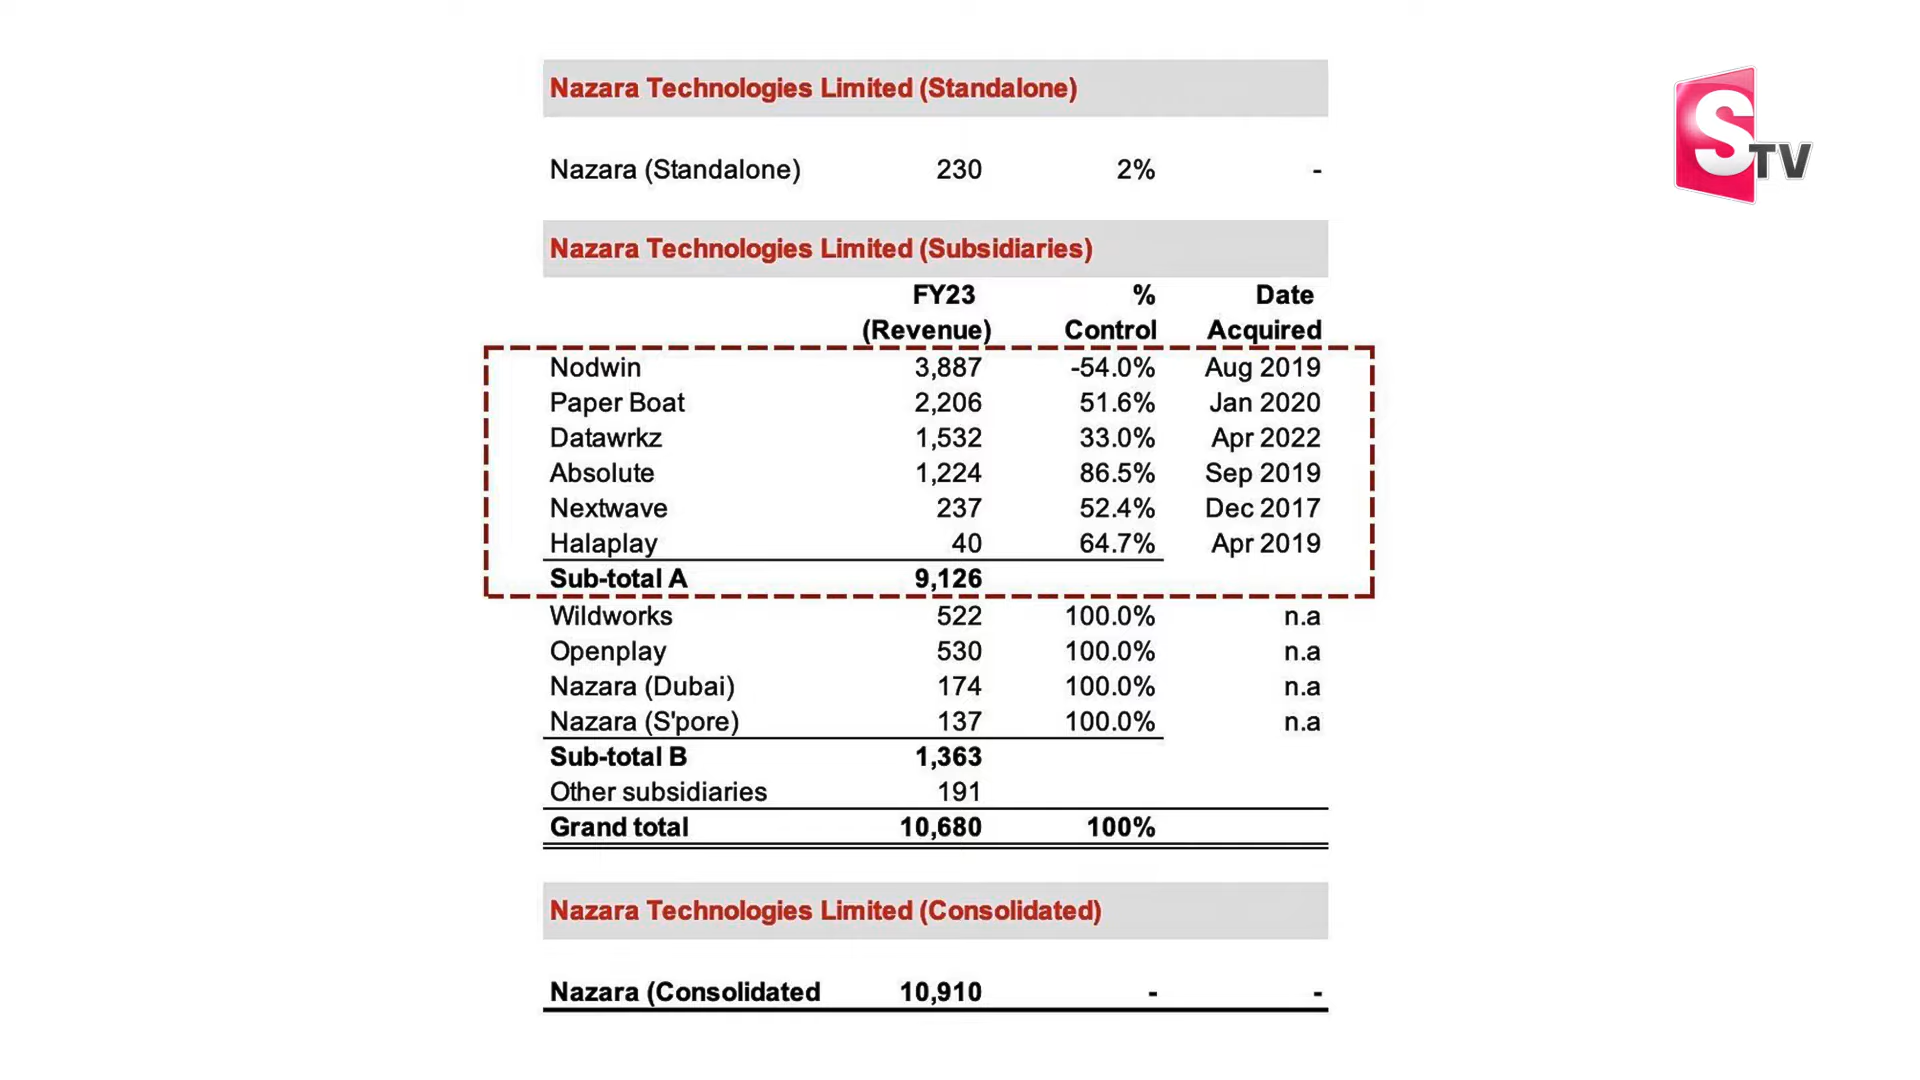 S TV
Nazara Technologies Limited (Standalone)
Nazara (Standalone) 230 2% -
Nazara Technologies Limited (Subsidiaries)
FY23 % Date
(Revenue) Control Acquired
Nodwin 3,887 -54.0% Aug 2019
Paper Boat 2,206 51.6% Jan 2020
Datawrkz 1,532 33.0% Apr 2022
Absolute 1,224 86.5% Sep 2019
Nextwave 237 52.4% Dec 2017
Halaplay 40 64.7% Apr 2019
Sub-total A 9,126
Wildworks 522 100.0% n.a
Openplay 530 100.0% n.a
Nazara (Dubai) 174 100.0% n.a
Nazara (S'pore) 137 100.0% n.a
Sub-total B 1,363
Other subsidiaries 191
Grand total 10,680 100%
Nazara Technologies Limited (Consolidated)
Nazara (Consolidated 10,910 - -